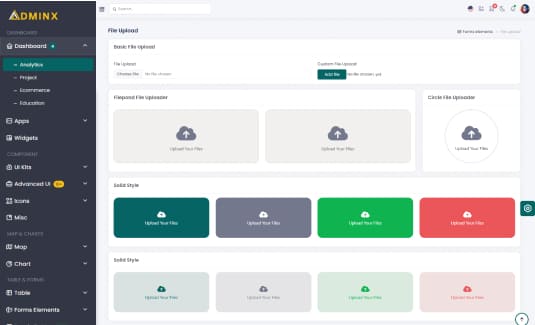 ADMINX
Search
DASHBOARD
Dashboard
Analytics
Project
Ecommerce
Education
Apps
Widgets
COMPONENT
UI Kits
Advanced UI
Icons
Misc
MAP & CHARTS
Map
Chart
TABLE & FORMS
Table
Forms Elements
File Upload
Forms elements File Upload
Basic File Upload
File Upload
Choose File No file chosen
Custom File Upload
Add file No file chosen, yet
Filepond File Uploader
Upload Your Files
Upload Your Files
Circle File Uploader
Upload Your Files
Solid Style
Upload Your Files
Upload Your Files
Upload Your Files
Upload Your Files
Solid Style
Upload Your Files
Upload Your Files
Upload Your Files
Upload Your Files